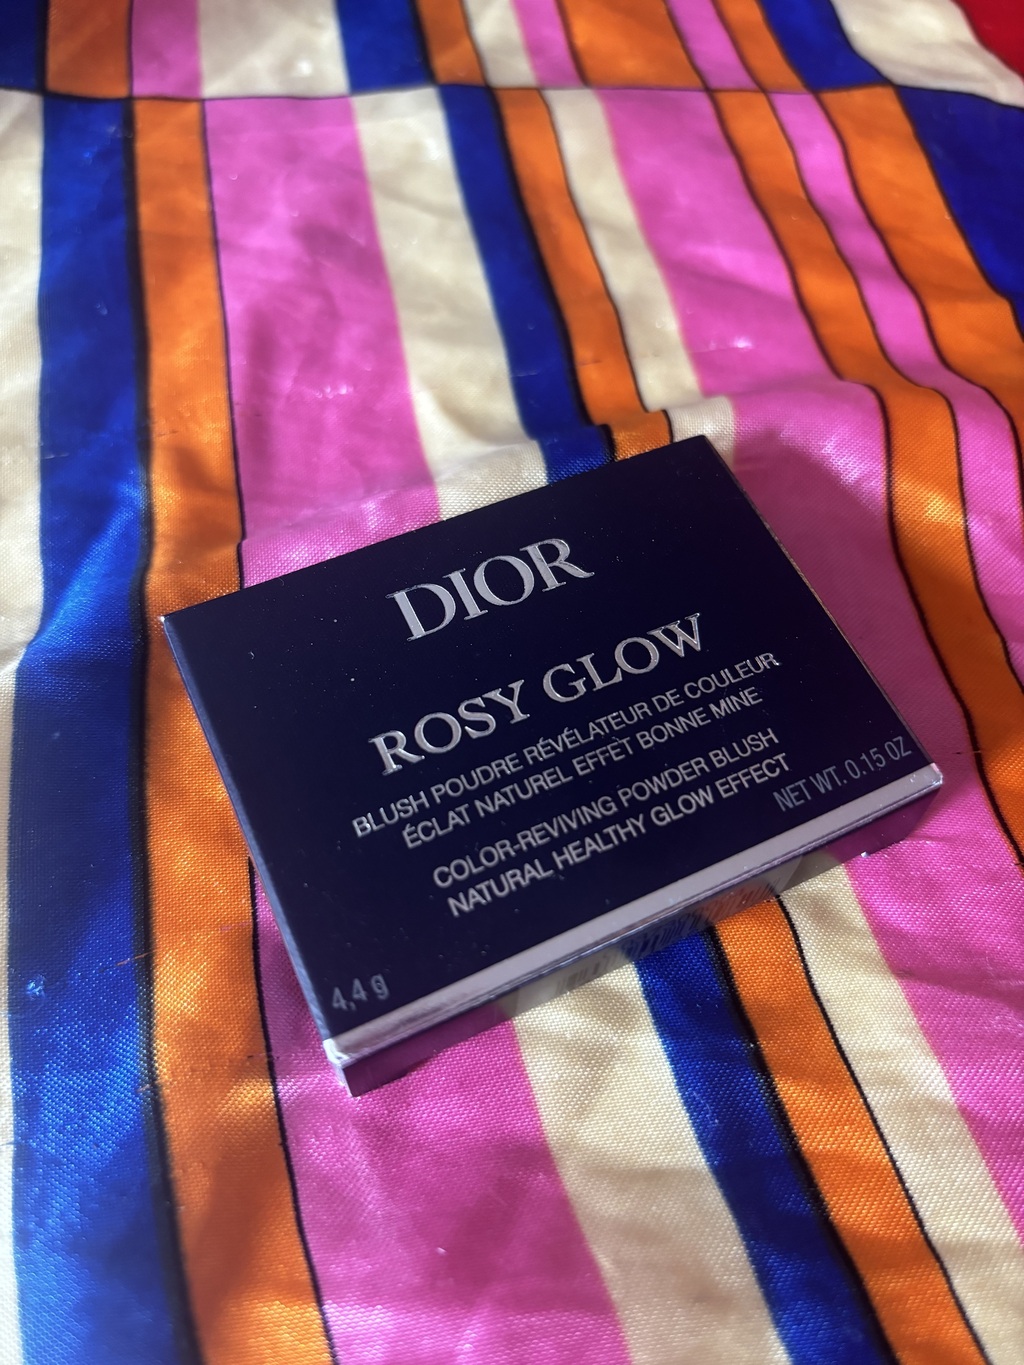 DIOR
ROSY GLOW
BLUSH POUDRE RÉVÉLATEUR DE COULEUR
ÉCLAT NATUREL EFFET BONNE MINE
COLOR-REVIVING POWDER BLUSH
NATURAL HEALTHY GLOW EFFECT
4,4 g
NET WT. 0.15 OZ